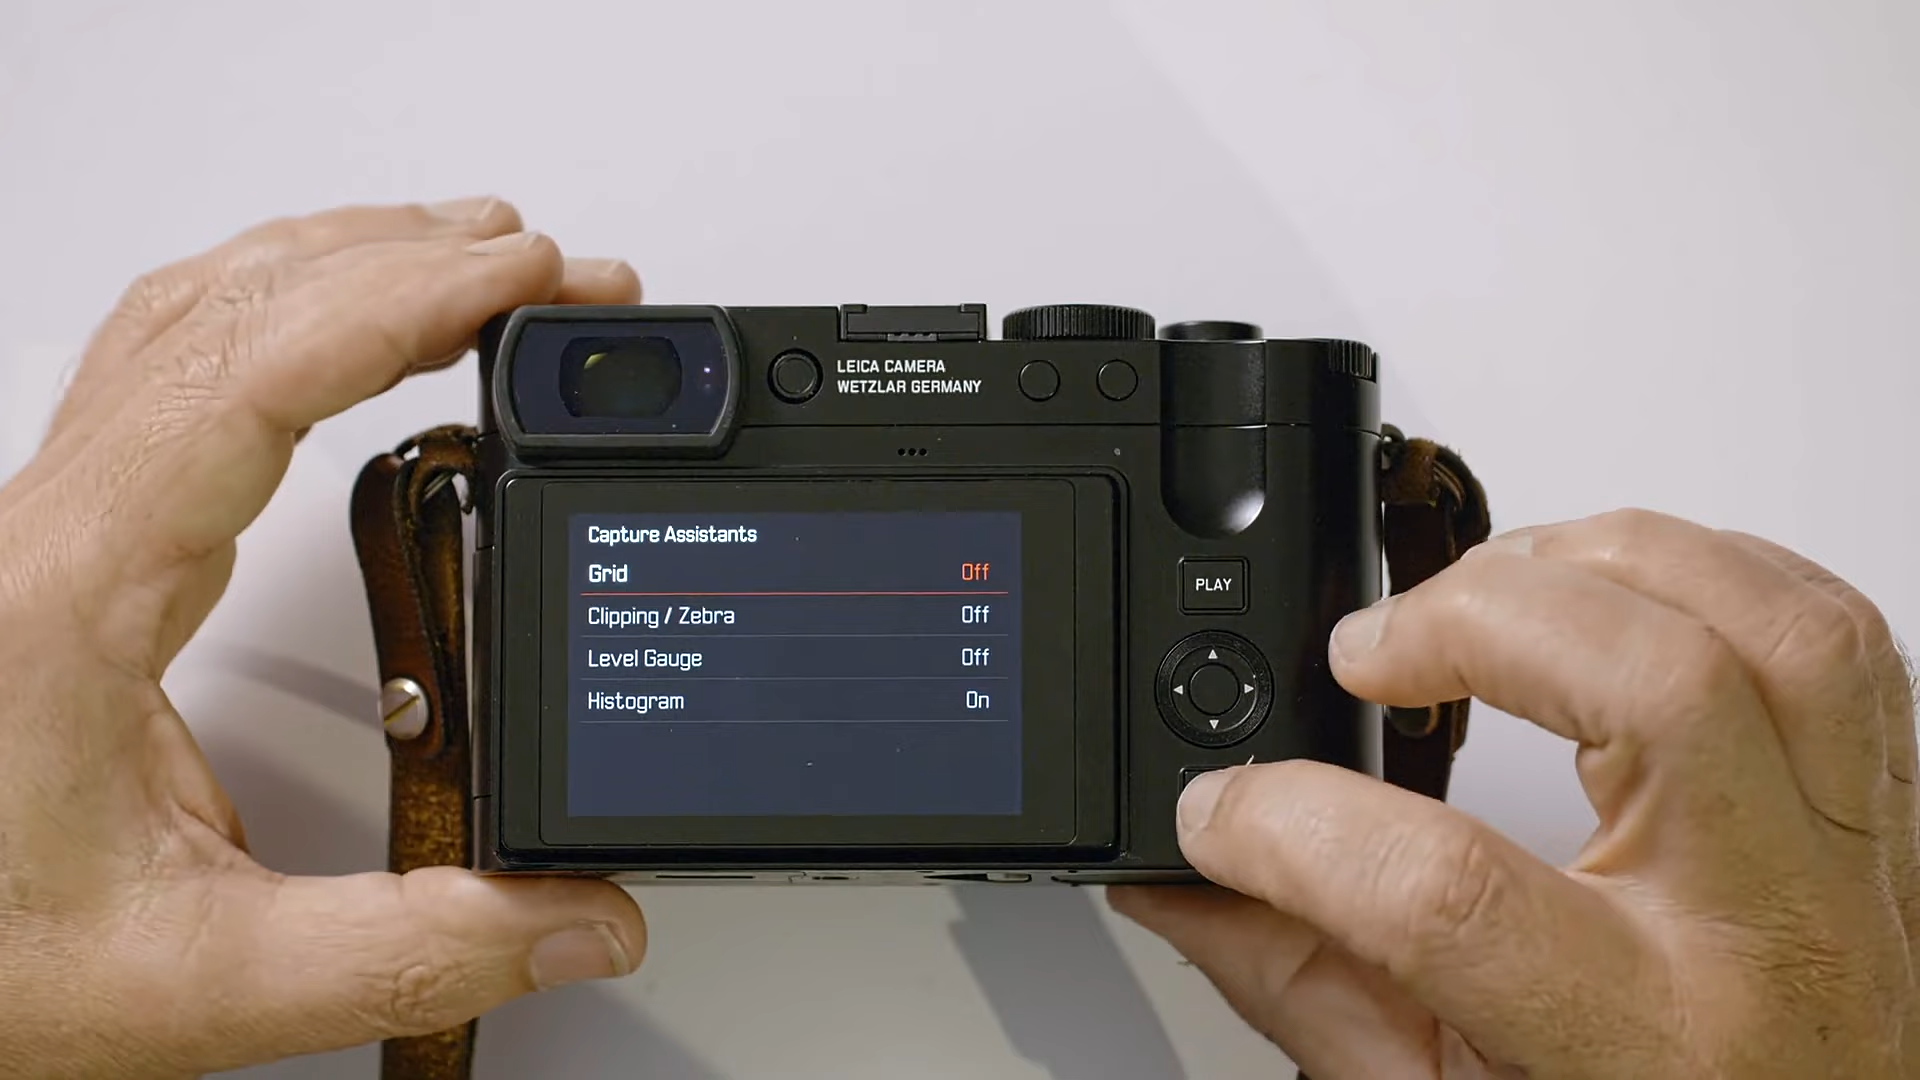 LEICA CAMERA
WETZLAR GERMANY
Capture Assistants
Grid Off
Clipping / Zebra Off
Level Gauge Off
Histogram On
PLAY